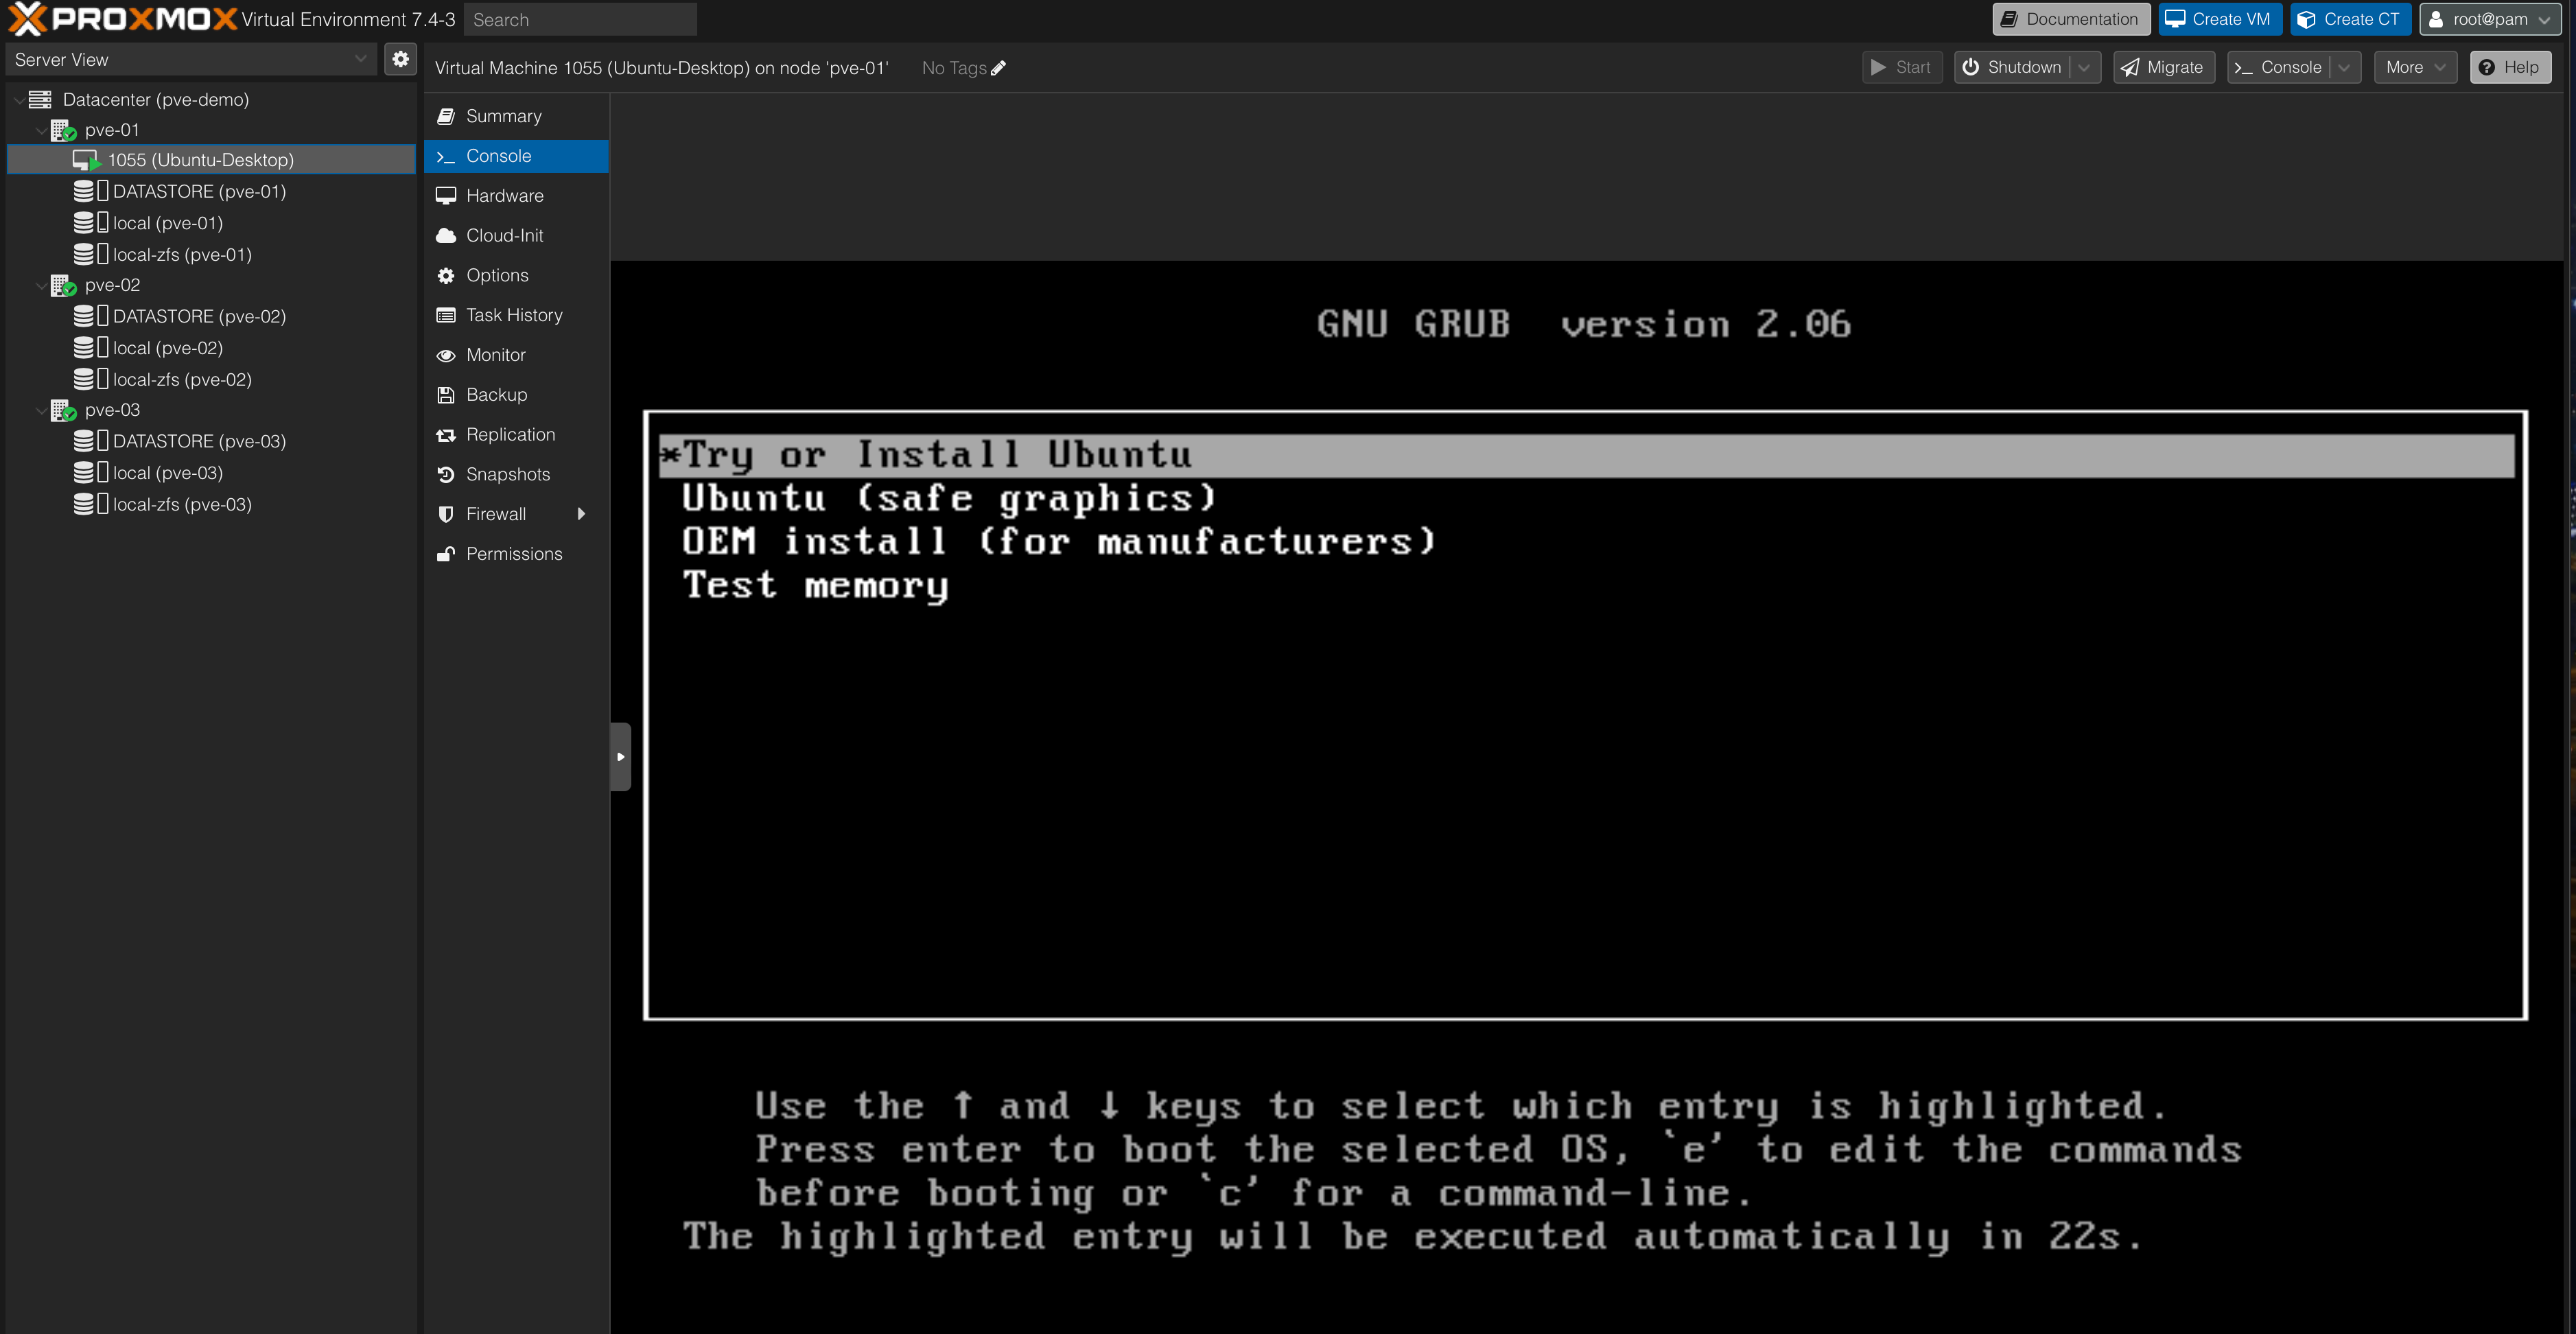 PROXMOX Virtual Environment 7.4-3 Search Documentation Create VM Create CT root@pam
Server View
Virtual Machine 1055 (Ubuntu-Desktop) on node 'pve-01' No Tags Start Shutdown Migrate Console More Help
Datacenter (pve-demo)
pve-01
1055 (Ubuntu-Desktop)
DATASTORE (pve-01)
local (pve-01)
local-zfs (pve-01)
pve-02
DATASTORE (pve-02)
local (pve-02)
local-zfs (pve-02)
pve-03
DATASTORE (pve-03)
local (pve-03)
local-zfs (pve-03)
Summary
Console
Hardware
Cloud-Init
Options
Task History
Monitor
Backup
Replication
Snapshots
Firewall
Permissions
GNU GRUB version 2.06
*Try or Install Ubuntu
Ubuntu (safe graphics)
OEM install (for manufacturers)
Test memory
Use the ↑ and ↓ keys to select which entry is highlighted.
Press enter to boot the selected OS, `e' to edit the commands
before booting or `c' for a command-line.
The highlighted entry will be executed automatically in 22s.